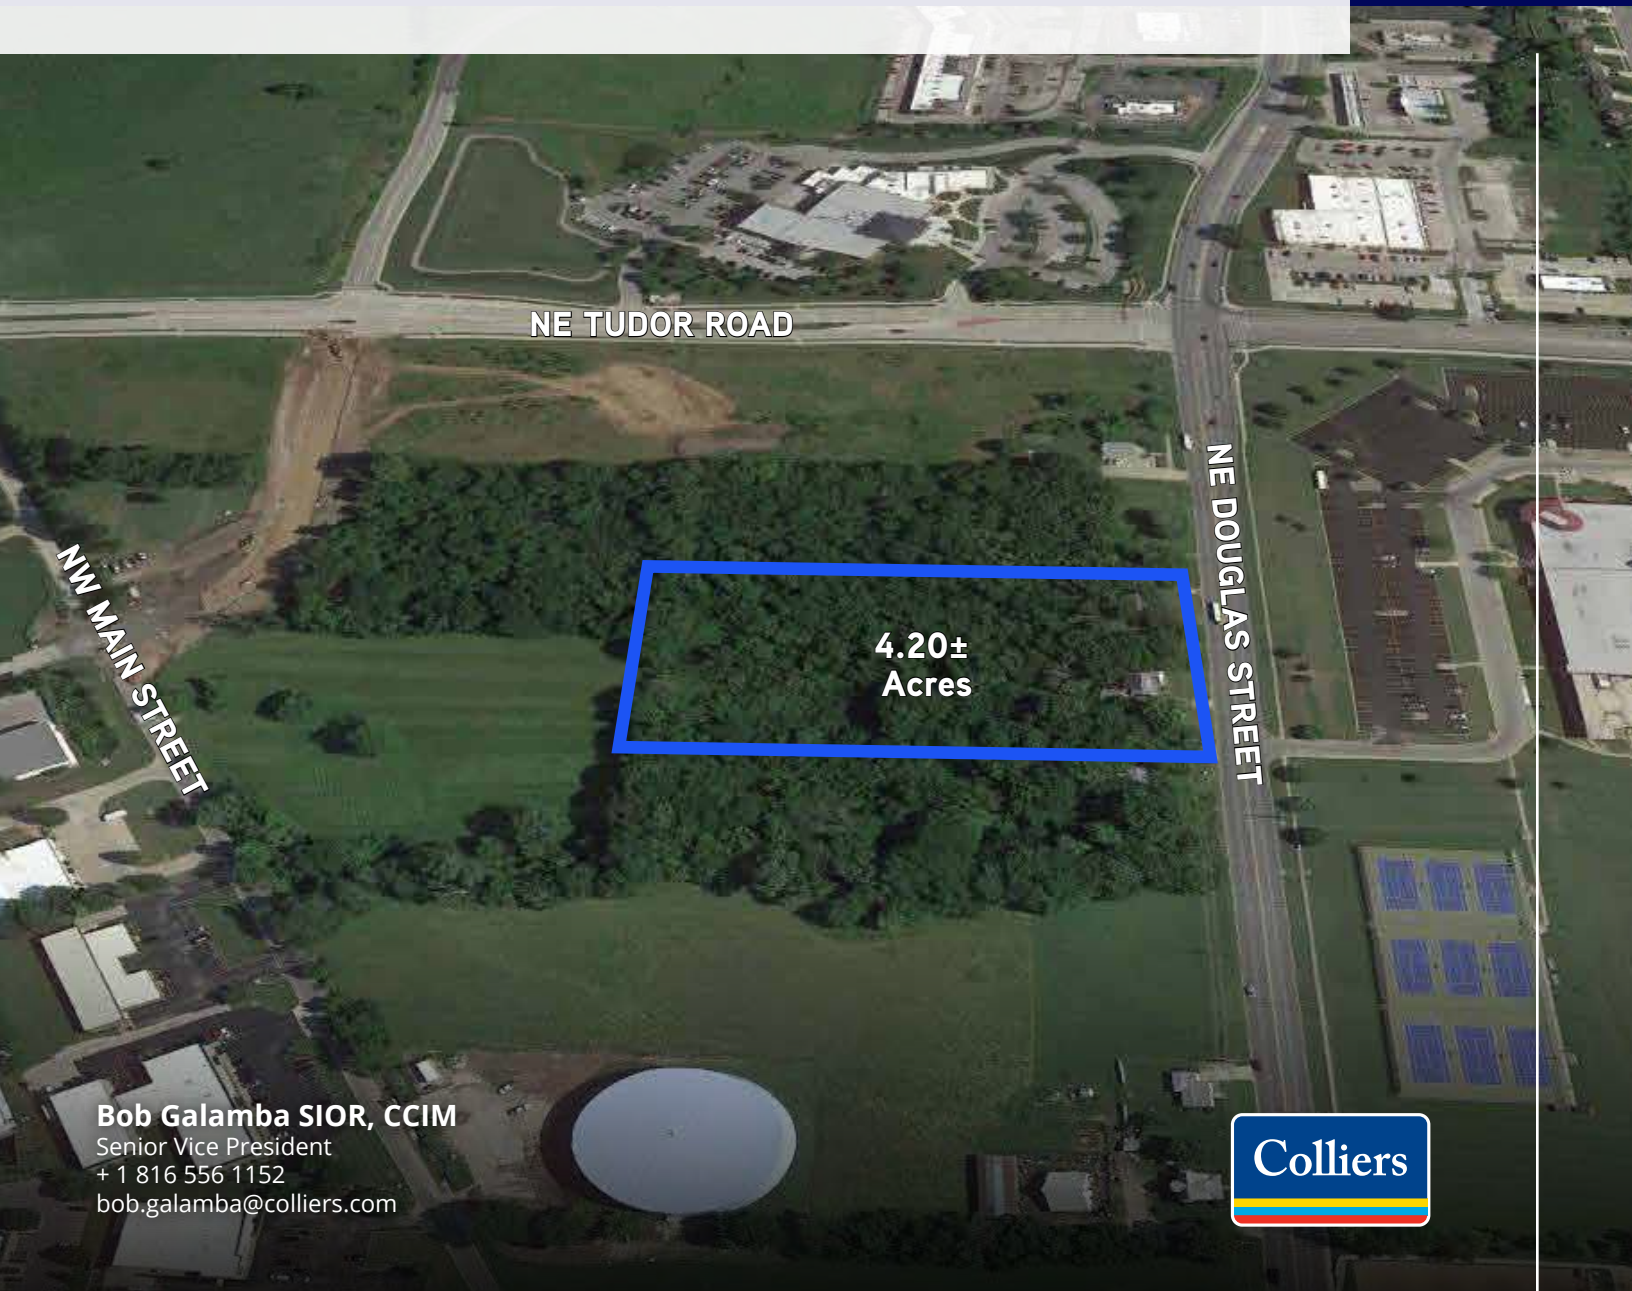 NE TUDOR ROAD
NE DOUGLAS STREET
NW MAIN STREET
4.20±
Acres
Bob Galamba SIOR, CCIM
Senior Vice President
+ 1 816 556 1152
bob.galamba@colliers.com
Colliers